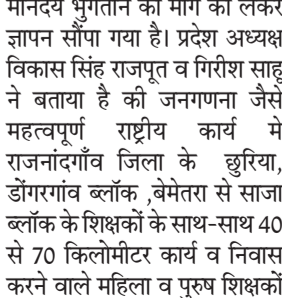 मानदेय भुगतान की मांग को लेकर
ज्ञापन सौंपा गया है। प्रदेश अध्यक्ष
विकास सिंह राजपूत व गिरीश साहू
ने बताया है की जनगणना जैसे
महत्वपूर्ण राष्ट्रीय कार्य मे
राजनांदगाँव जिला के छुरिया,
डोंगरगांव ब्लॉक ,बेमेतरा से साजा
ब्लॉक के शिक्षकों के साथ-साथ 40
से 70 किलोमीटर कार्य व निवास
करने वाले महिला व पुरुष शिक्षकों